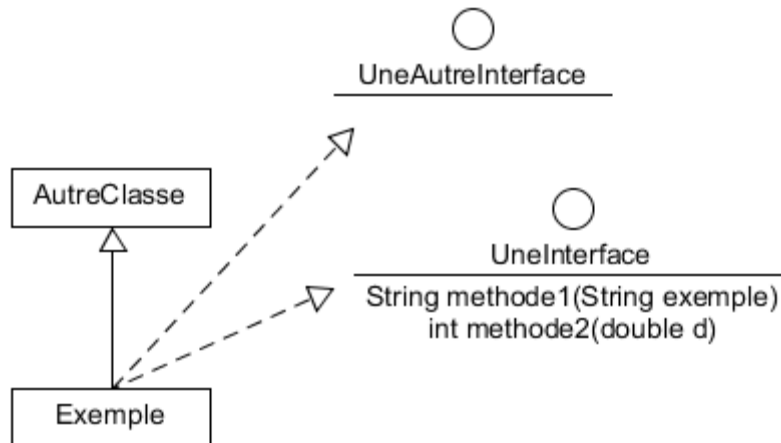 UneAutreInterface
AutreClasse
UneInterface
String methode1(String exemple)
int methode2(double d)
Exemple